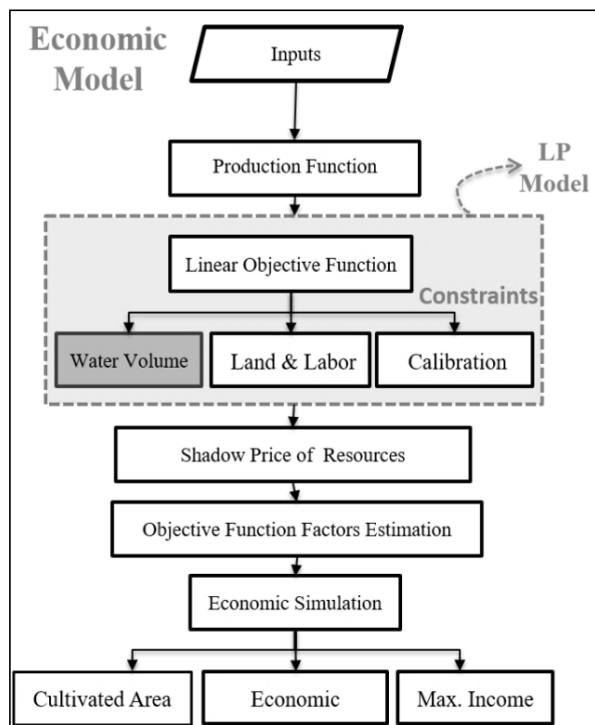 Economic
Model
Inputs
Production Function
LP
Model
Linear Objective Function
Constraints
Water Volume
Land & Labor
Calibration
Shadow Price of Resources
Objective Function Factors Estimation
Economic Simulation
Cultivated Area
Economic
Max. Income